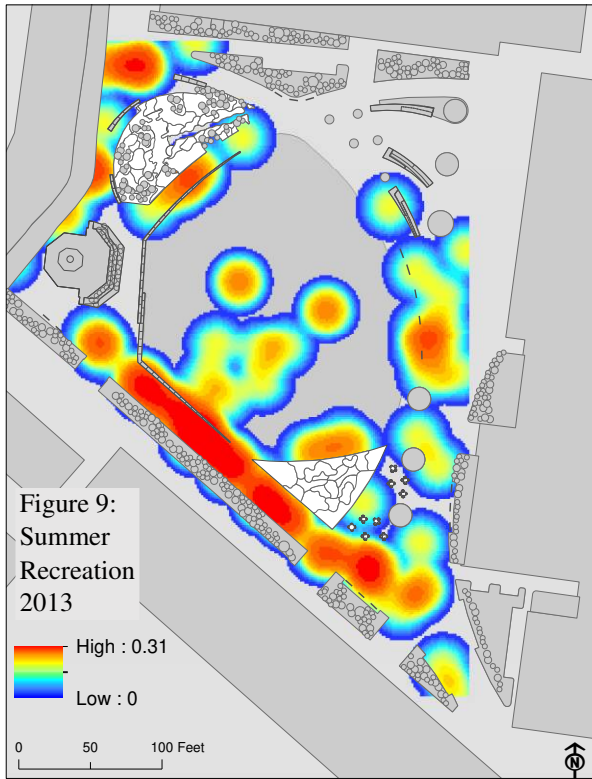 Figure 9:
Summer
Recreation
2013
High : 0.31
Low : 0
0 50 100 Feet
N